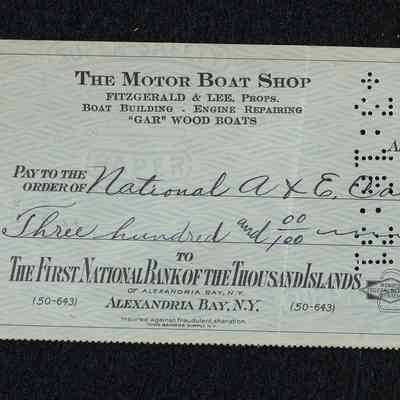 THE MOTOR BOAT SHOP
FITZGERALD & LEE, PROPS.
BOAT BUILDING - ENGINE REPAIRING
"GAR" WOOD BOATS
PAY TO THE
ORDER OF National A & E.
Three hundred and 00/100
TO
THE FIRST NATIONAL BANK OF THE THOUSAND ISLANDS
OF ALEXANDRIA BAY, N.Y.
(50-643) ALEXANDRIA BAY, N.Y. (50-643)
Insured against fraudulent alteration